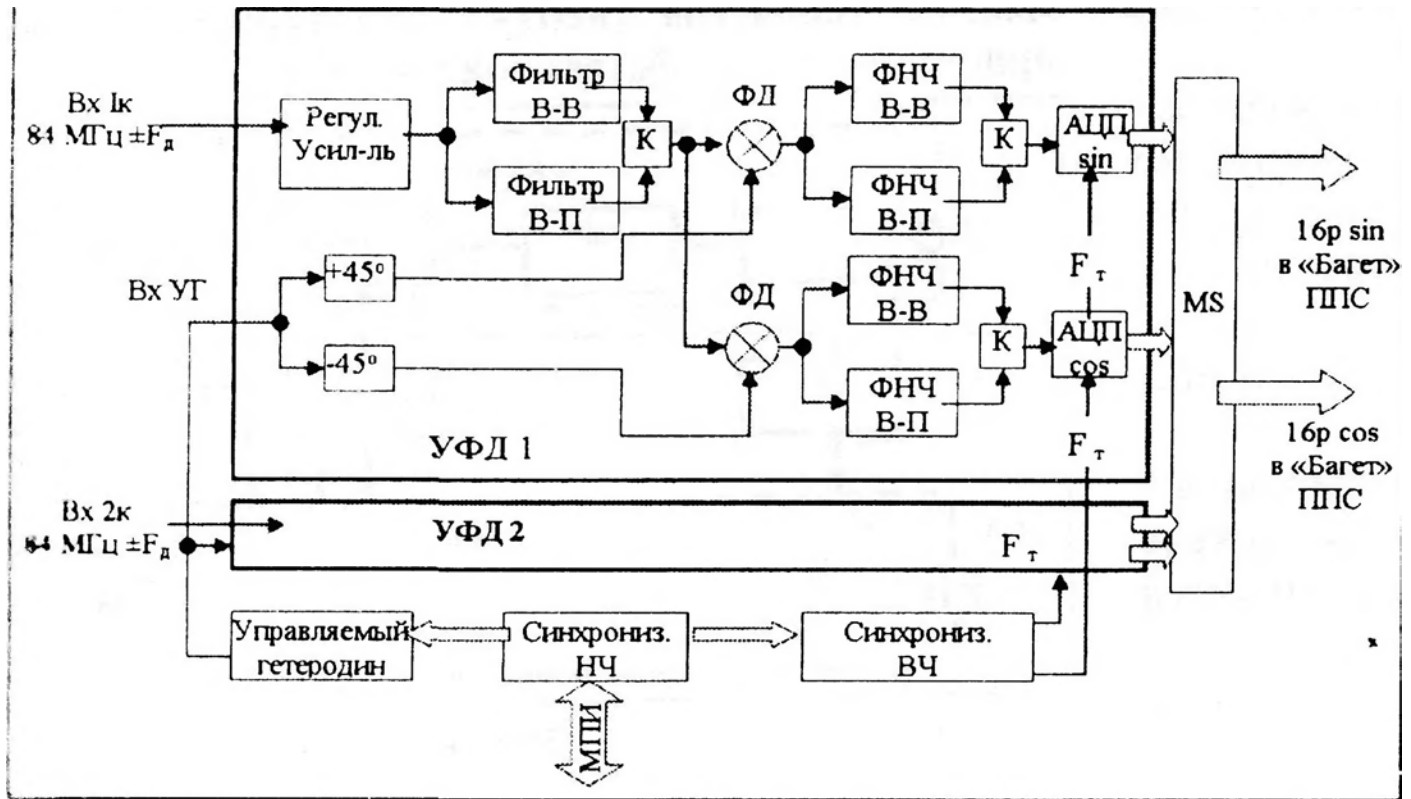 Вх Iк
84 МГц ±Fд
Регул.
Усил-ль
Фильтр
В-В
Фильтр
В-П
К
ФД
ФНЧ
В-В
ФНЧ
В-П
К
АЦП
sin
Fт
Вх УГ
+45°
-45°
ФД
ФНЧ
В-В
ФНЧ
В-П
К
АЦП
cos
Fт
УФД 1
MS
16р sin
в «Багет»
ППС
16р cos
в «Багет»
ППС
Вх 2к
84 МГц ±Fд
УФД 2
Fт
Управляемый
гетеродин
Синхрониз.
НЧ
Синхрониз.
ВЧ
МПИ